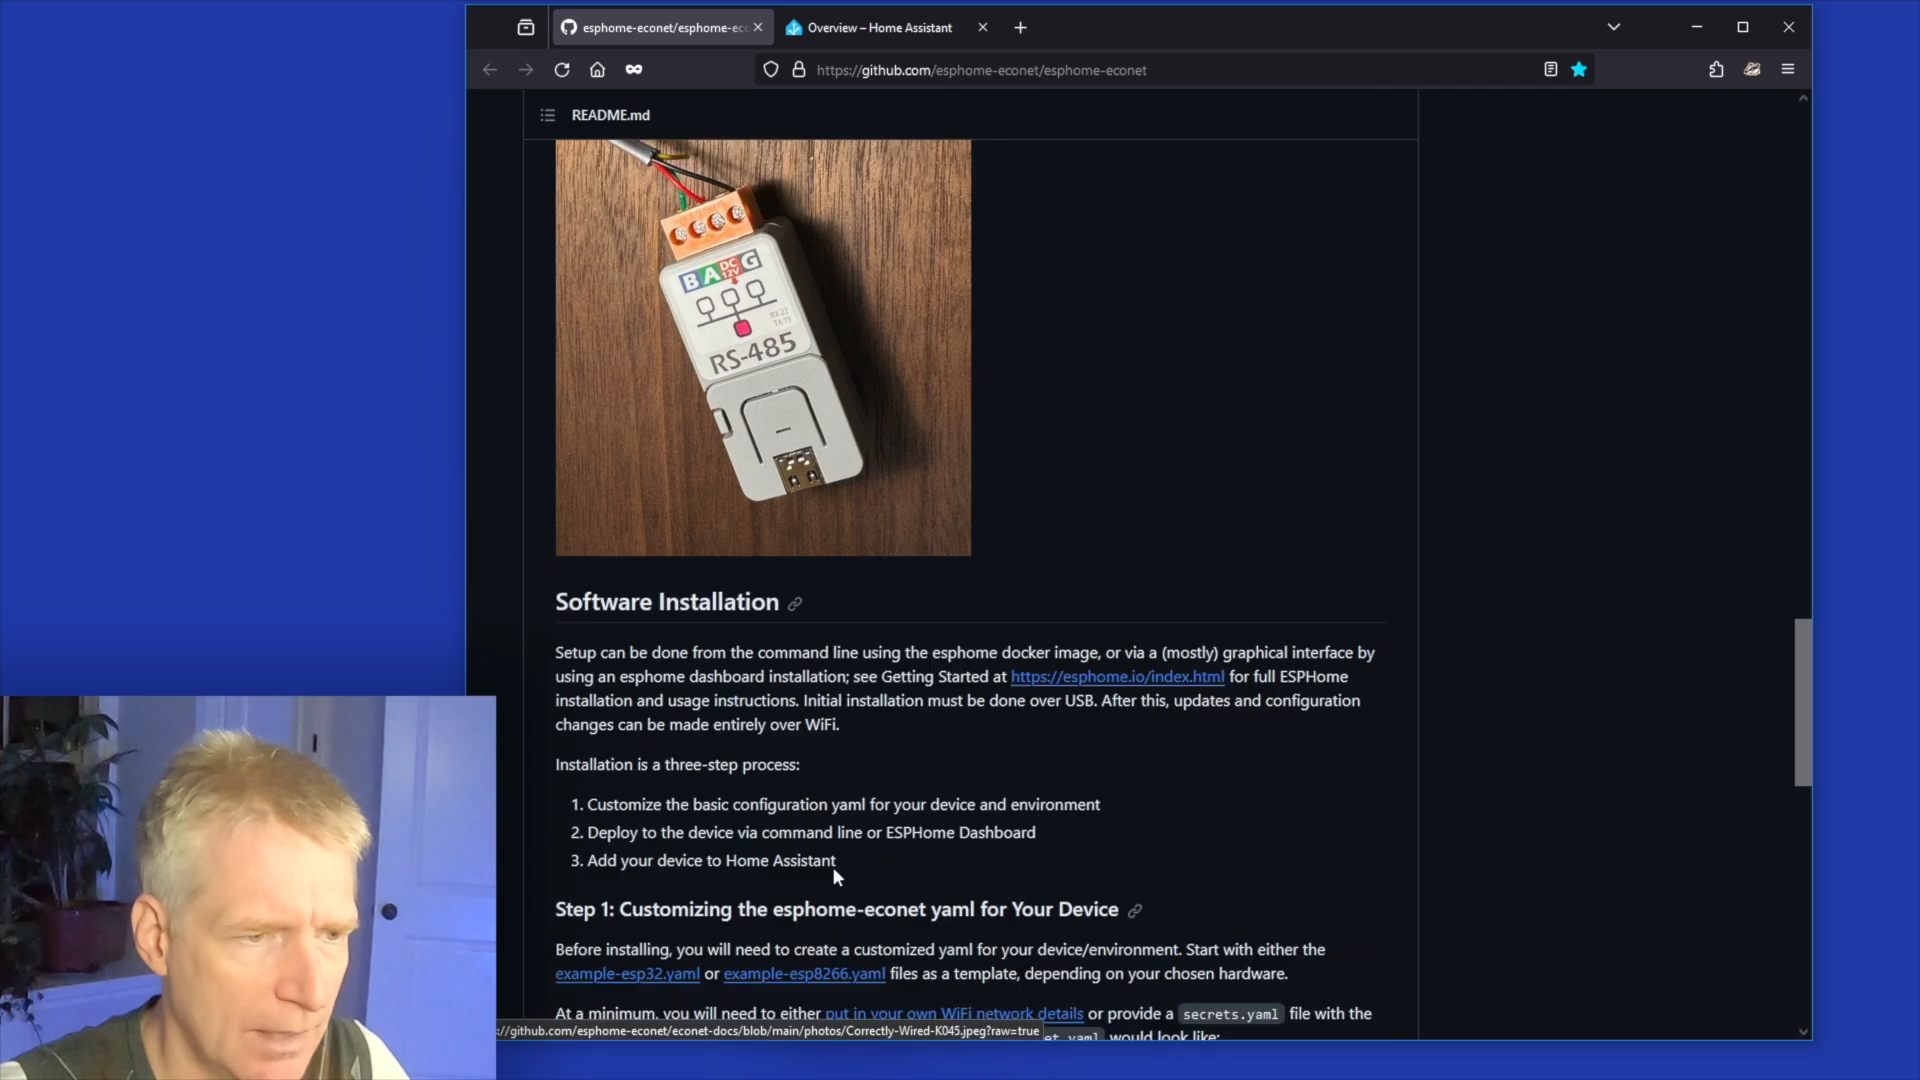 esphome-econet/esphome-ec
Overview – Home Assistant
https://github.com/esphome-econet/esphome-econet
README.md
B A DC 12V G
RX:22
TX:19
RS-485
Software Installation
Setup can be done from the command line using the esphome docker image, or via a (mostly) graphical interface by
using an esphome dashboard installation; see Getting Started at https://esphome.io/index.html for full ESPHome
installation and usage instructions. Initial installation must be done over USB. After this, updates and configuration
changes can be made entirely over WiFi.
Installation is a three-step process:
1. Customize the basic configuration yaml for your device and environment
2. Deploy to the device via command line or ESPHome Dashboard
3. Add your device to Home Assistant
Step 1: Customizing the esphome-econet yaml for Your Device
Before installing, you will need to create a customized yaml for your device/environment. Start with either the
example-esp32.yaml or example-esp8266.yaml files as a template, depending on your chosen hardware.
At a minimum, you will need to either put in your own WiFi network details or provide a secrets.yaml file with the
://github.com/esphome-econet/econet-docs/blob/main/photos/Correctly-Wired-K045.jpeg?raw=true
et.yaml would look like: